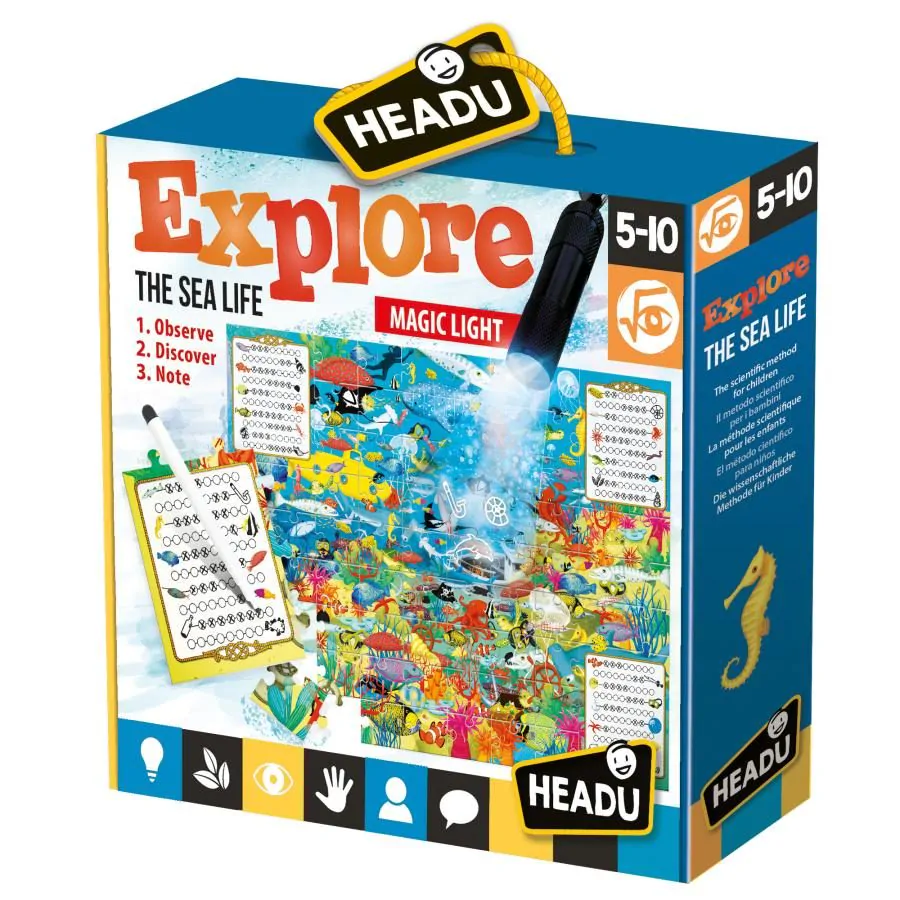 HEADU
Explore
THE SEA LIFE
1. Observe
2. Discover
3. Note
MAGIC LIGHT
5-10
HEADU
5-10
Explore
THE SEA LIFE
The scientific method
for children
Il metodo scientifico
per i bambini
La méthode scientifique
pour les enfants
El método científico
para niños
Die wissenschaftliche
Methode für Kinder
HEADU